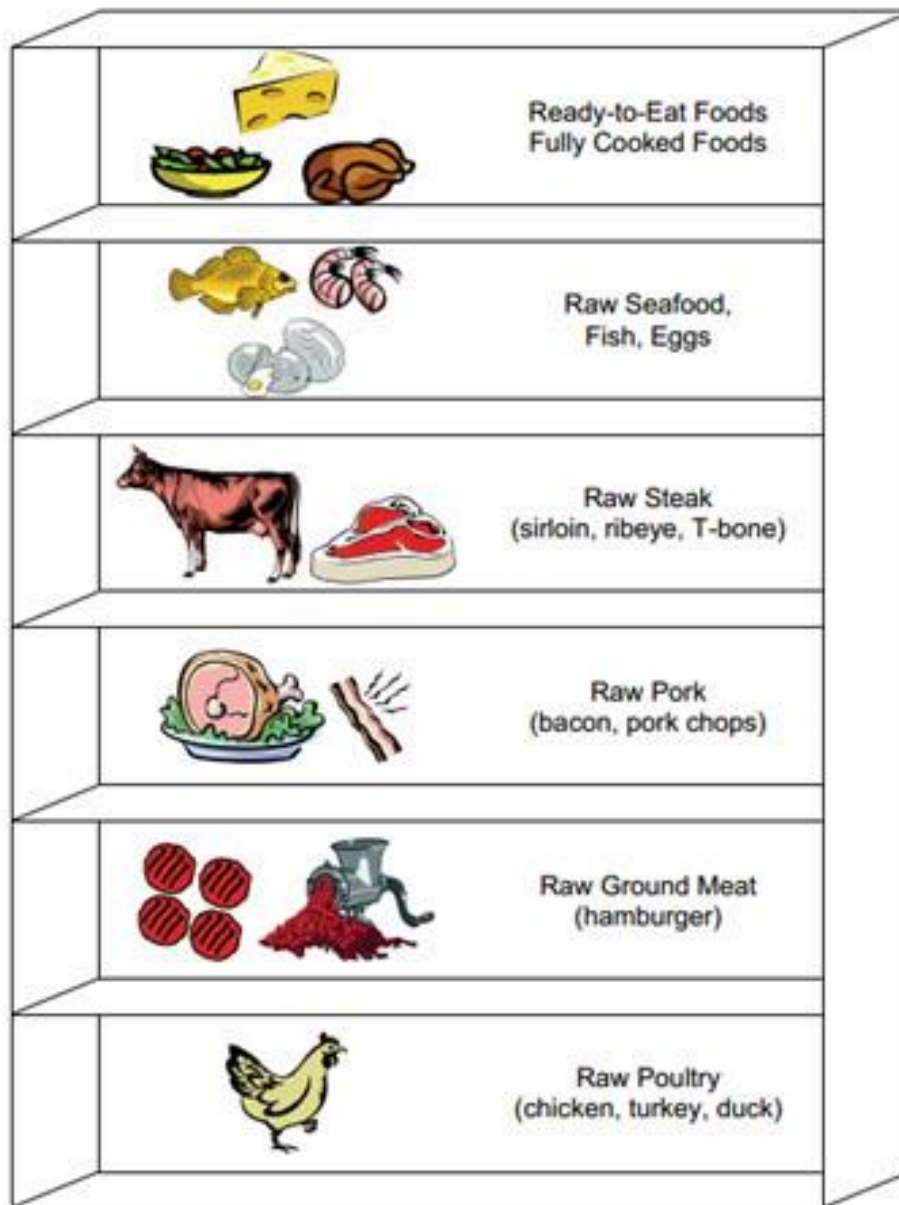 Ready-to-Eat Foods
Fully Cooked Foods
Raw Seafood,
Fish, Eggs
Raw Steak
(sirloin, ribeye, T-bone)
Raw Pork
(bacon, pork chops)
Raw Ground Meat
(hamburger)
Raw Poultry
(chicken, turkey, duck)